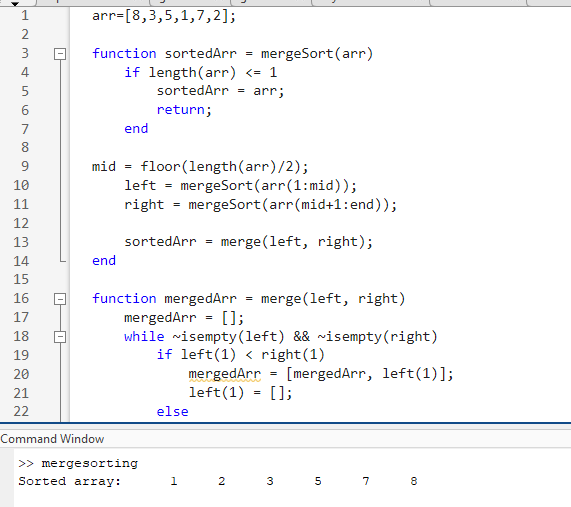 1 arr=[8,3,5,1,7,2];
2
3 function sortedArr = mergeSort(arr)
4 if length(arr) <= 1
5 sortedArr = arr;
6 return;
7 end
8
9 mid = floor(length(arr)/2);
10 left = mergeSort(arr(1:mid));
11 right = mergeSort(arr(mid+1:end));
12
13 sortedArr = merge(left, right);
14 end
15
16 function mergedArr = merge(left, right)
17 mergedArr = [];
18 while ~isempty(left) && ~isempty(right)
19 if left(1) < right(1)
20 mergedArr = [mergedArr, left(1)];
21 left(1) = [];
22 else
Command Window
>> mergesorting
Sorted array: 1 2 3 5 7 8